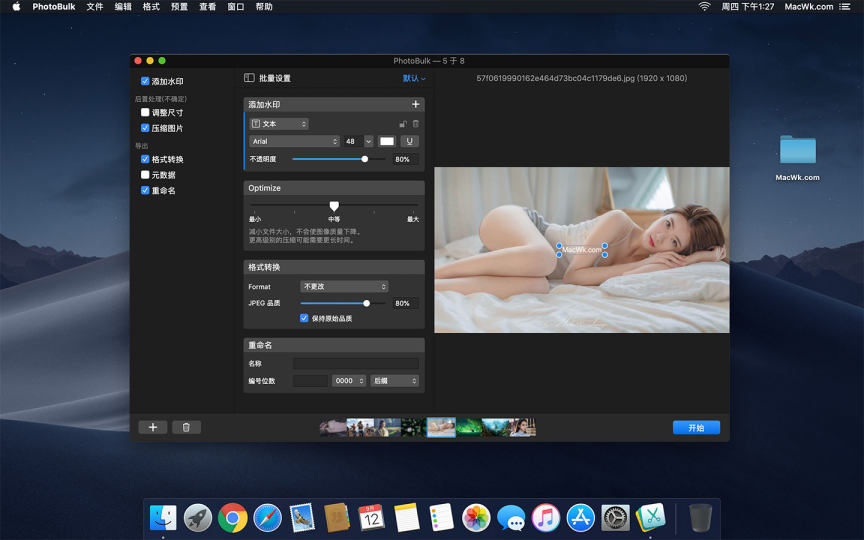 PhotoBulk 文件 编辑 格式 预置 查看 窗口 帮助 周四 下午1:27 MacWk.com
PhotoBulk — 5 于 8
添加水印
后置处理(不确定)
调整尺寸
压缩图片
导出
格式转换
元数据
重命名
批量设置 默认
添加水印
文本
Arial 48 U
不透明度 80%
Optimize
最小 中等 最大
减小文件大小，不会使图像质量下降。
更高级别的压缩可能需要更长时间。
格式转换
Format 不更改
JPEG 品质 80%
保持原始品质
重命名
名称
编号位数 0000 后缀
57f0619990162e464d73bc04c1179de6.jpg (1920 x 1080)
MacWk.com
MacWk.com
开始
9月
12